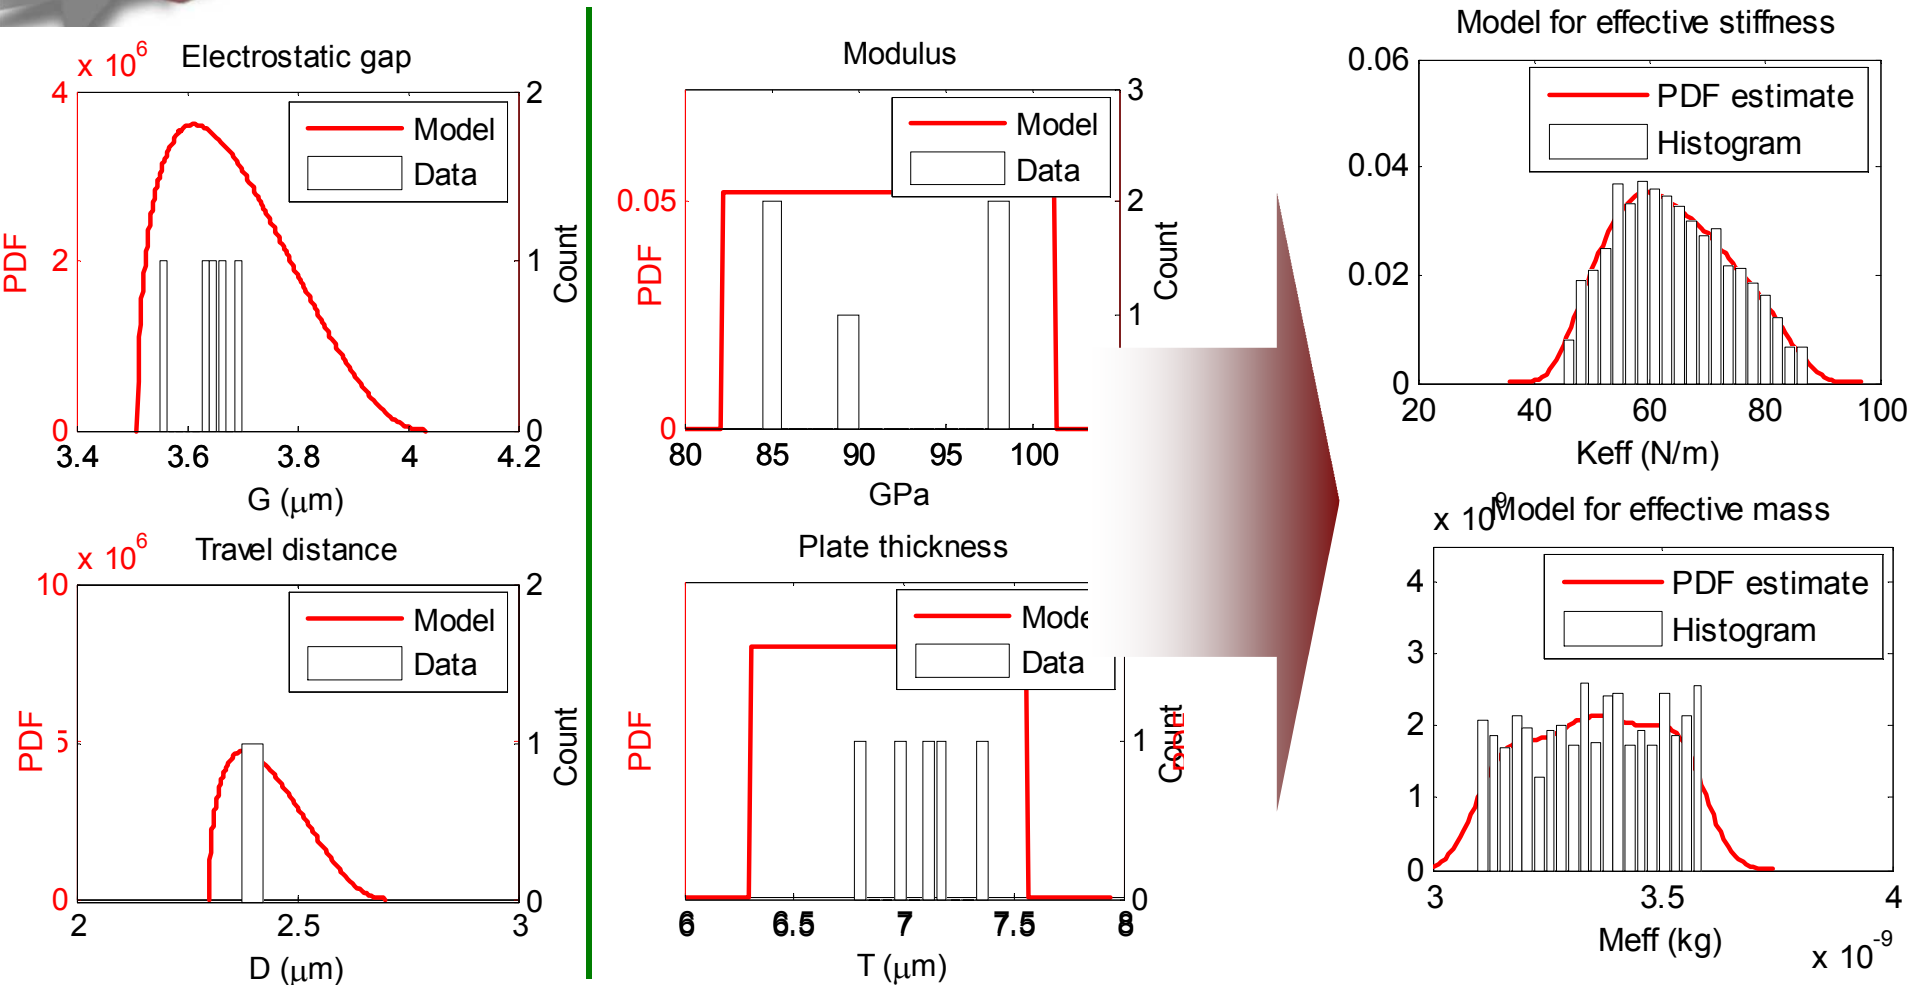 Electrostatic gap
x 10^6
4
2
0
PDF
2
1
0
Count
Model
Data
3.4 3.6 3.8 4 4.2
G (μm)
Travel distance
x 10^6
10
5
0
PDF
2
1
0
Count
Model
Data
2 2.5 3
D (μm)
Modulus
0.05
0
PDF
3
2
1
Count
Model
Data
80 85 90 95 100
GPa
Plate thickness
PDF
1
0
Count
Data
6 6.5 7 7.5 8
T (μm)
Model for effective stiffness
0.06
0.04
0.02
0
PDF estimate
Histogram
20 40 60 80 100
Keff (N/m)
x 10^9
Model for effective mass
4
3
2
1
0
PDF estimate
Histogram
3 3.5 4
Meff (kg)
x 10^-9